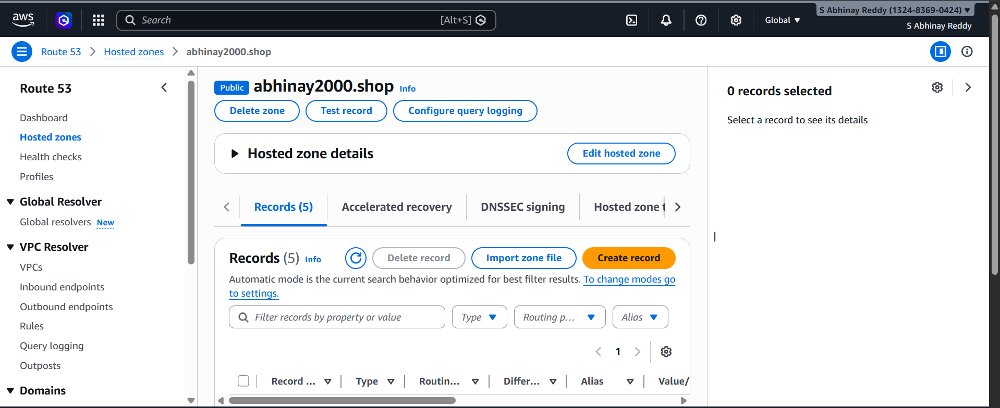 aws
Search [Alt+S]
Global
S Abhinay Reddy (1324-8369-0424)
S Abhinay Reddy
Route 53
Hosted zones
abhinay2000.shop
Route 53
Dashboard
Hosted zones
Health checks
Profiles
Global Resolver
Global resolvers New
VPC Resolver
VPCs
Inbound endpoints
Outbound endpoints
Rules
Query logging
Outposts
Domains
Public abhinay2000.shop Info
Delete zone Test record Configure query logging
Hosted zone details Edit hosted zone
Records (5) Accelerated recovery DNSSEC signing Hosted zone t
Records (5) Info Delete record Import zone file Create record
Automatic mode is the current search behavior optimized for best filter results. To change modes go
to settings.
Filter records by property or value Type Routing p... Alias
1
Record ... Type Routin... Differ... Alias Value/
0 records selected
Select a record to see its details